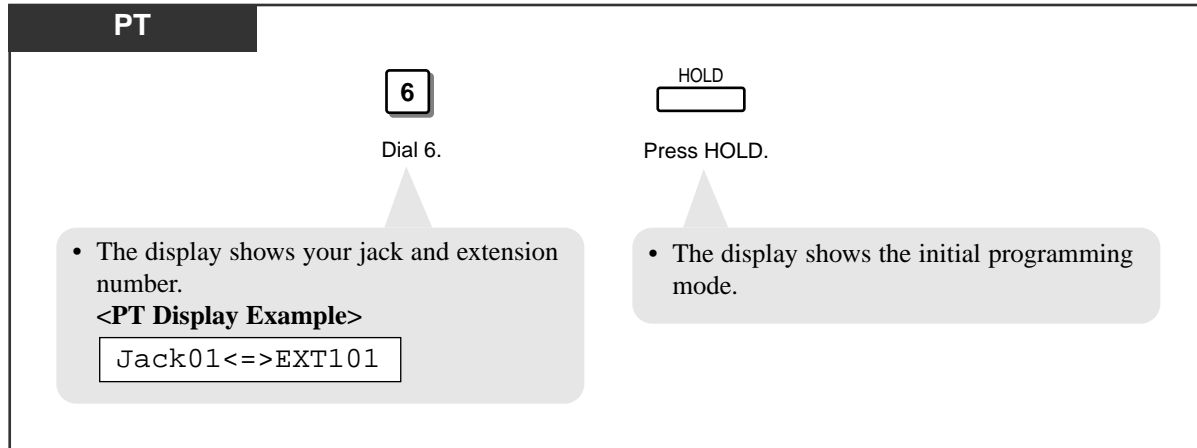 PT
6
HOLD
Dial 6.
Press HOLD.
• The display shows your jack and extension
number.
<PT Display Example>
Jack01<=>EXT101
• The display shows the initial programming
mode.